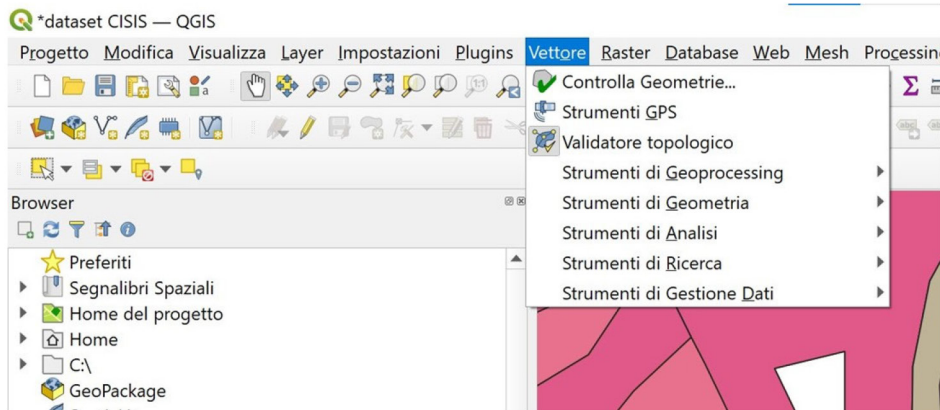 *dataset CISIS — QGIS
Progetto Modifica Visualizza Layer Impostazioni Plugins Vettore Raster Database Web Mesh
Controlla Geometrie...
Strumenti GPS
Validatore topologico
Strumenti di Geoprocessing
Strumenti di Geometria
Strumenti di Analisi
Strumenti di Ricerca
Strumenti di Gestione Dati
Browser
Preferiti
Segnalibri Spaziali
Home del progetto
Home
C:\
GeoPackage